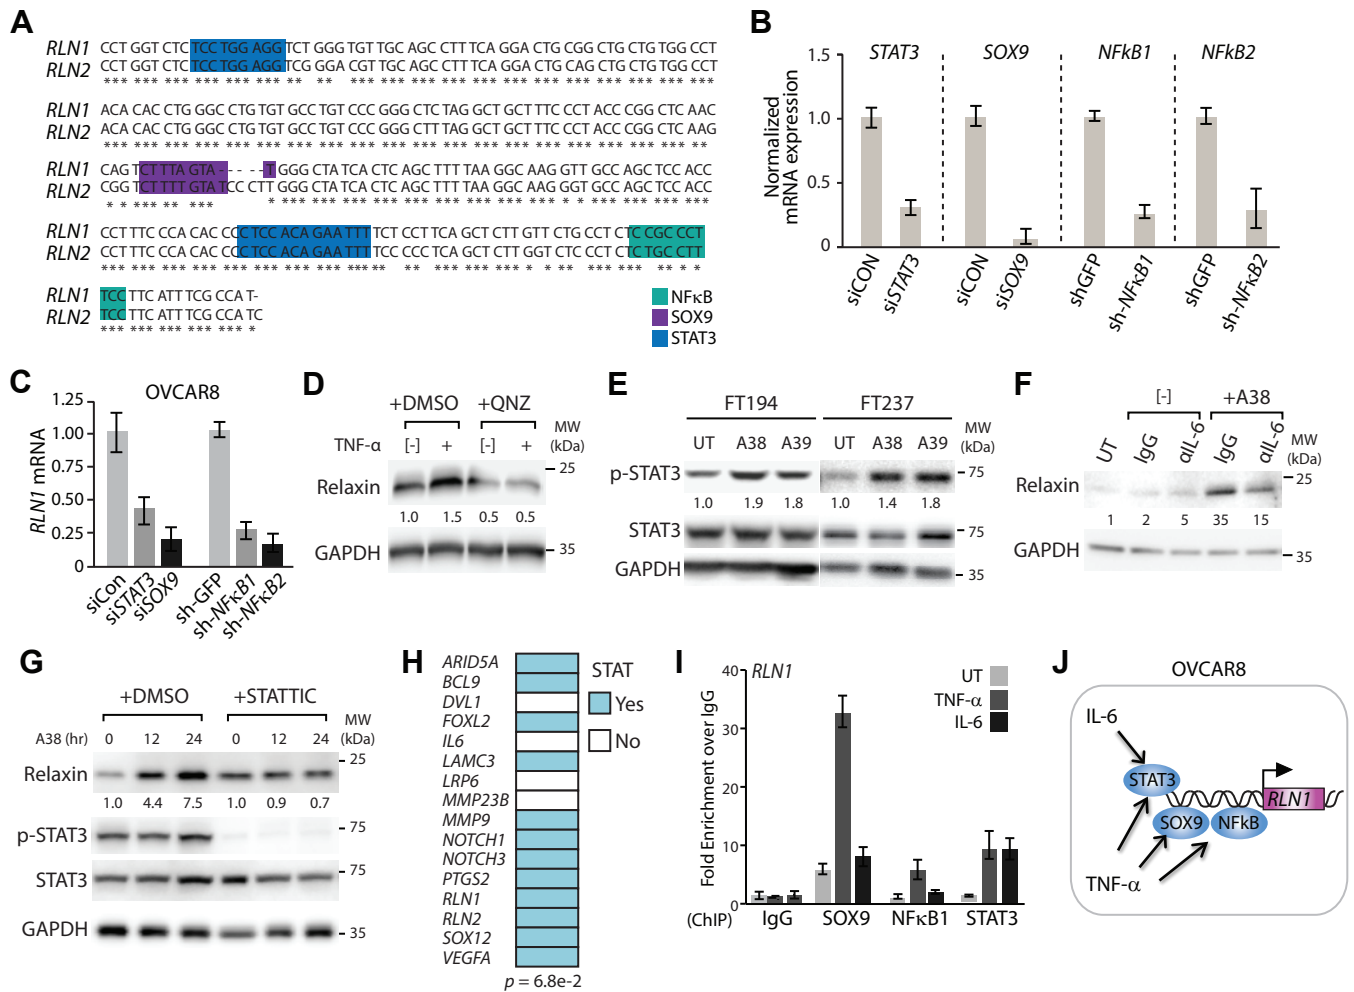 A
RLN1 CCT GGT CTC TCC TGG AGG TCT GGG TGT TGC AGC CTT TCA GGA CTG CGG CTG CTG TGG CCT
RLN2 CCT GGT CTC TCC TGG AGG TCG GGA CGT TGC AGC CTT TCA GGA CTG CAG CTG CTG TGG CCT
RLN1 ACA CAC CTG GGC CTG TGT GCC TGT CCC GGG CTC TAG GCT GCT TTC CCT ACC CGG CTC AAC
RLN2 ACA CAC CTG GGC CTG TGT GCC TGT CCC GGG CTT TAG GCT GCT TTC CCT ACC CGG CTC AAG
RLN1 CAG TCT TTA GTA - - - - - T GGG CTA TCA CTC AGC TTT TAA GGC AAG GTT GCC AGC TCC ACC
RLN2 CGG TCT TTT GTA TCC CTT GGG CTA TCA CTC AGC TTT TAA GGC AAG GGT GCC AGC TCC ACC
RLN1 CCT TTC CCA CAC CCC TCC ACA GAA TTT TCT CCT TCA GCT CTT GTT CTG CCT CTC CGC CCT
RLN2 CCT TTC CCA CAC CCC TCC ACA GAA TTT TCC CCC TCA GCT CTT GGT CTC CCT CTC TGC CTT
RLN1 TCC TTC ATT TCG CCA T-
RLN2 TCC TTC ATT TCG CCA TC
NFκB
SOX9
STAT3
B
STAT3 SOX9 NFkB1 NFkB2
Normalized mRNA expression
1.5
1.0
0.5
0
siCON siSTAT3 siCON siSOX9 shGFP sh-NFκB1 shGFP sh-NFκB2
C
OVCAR8
RLN1 mRNA
1.25
1.00
0.75
0.50
0.25
0
siCon siSTAT3 siSOX9 sh-GFP sh-NFκB1 sh-NFκB2
D
+DMSO +QNZ
MW (kDa)
TNF-α [-] + [-] +
Relaxin 25
1.0 1.5 0.5 0.5
GAPDH 35
E
FT194 FT237
MW (kDa)
UT A38 A39 UT A38 A39
p-STAT3 75
1.0 1.9 1.8 1.0 1.4 1.8
STAT3 75
GAPDH 35
F
[-] +A38
UT IgG αIL-6 IgG αIL-6
MW (kDa)
Relaxin 25
1 2 5 35 15
GAPDH 35
G
+DMSO +STATTIC
MW (kDa)
A38 (hr) 0 12 24 0 12 24
Relaxin 25
1.0 4.4 7.5 1.0 0.9 0.7
p-STAT3 75
STAT3 75
GAPDH 35
H
ARID5A
BCL9
DVL1
FOXL2
IL6
LAMC3
LRP6
MMP23B
MMP9
NOTCH1
NOTCH3
PTGS2
RLN1
RLN2
SOX12
VEGFA
p = 6.8e-2
STAT
Yes
No
I
RLN1
Fold Enrichment over IgG
40
30
20
10
0
UT
TNF-α
IL-6
(ChIP) IgG SOX9 NFκB1 STAT3
J
OVCAR8
IL-6
STAT3
RLN1
SOX9 NFkB
TNF-α